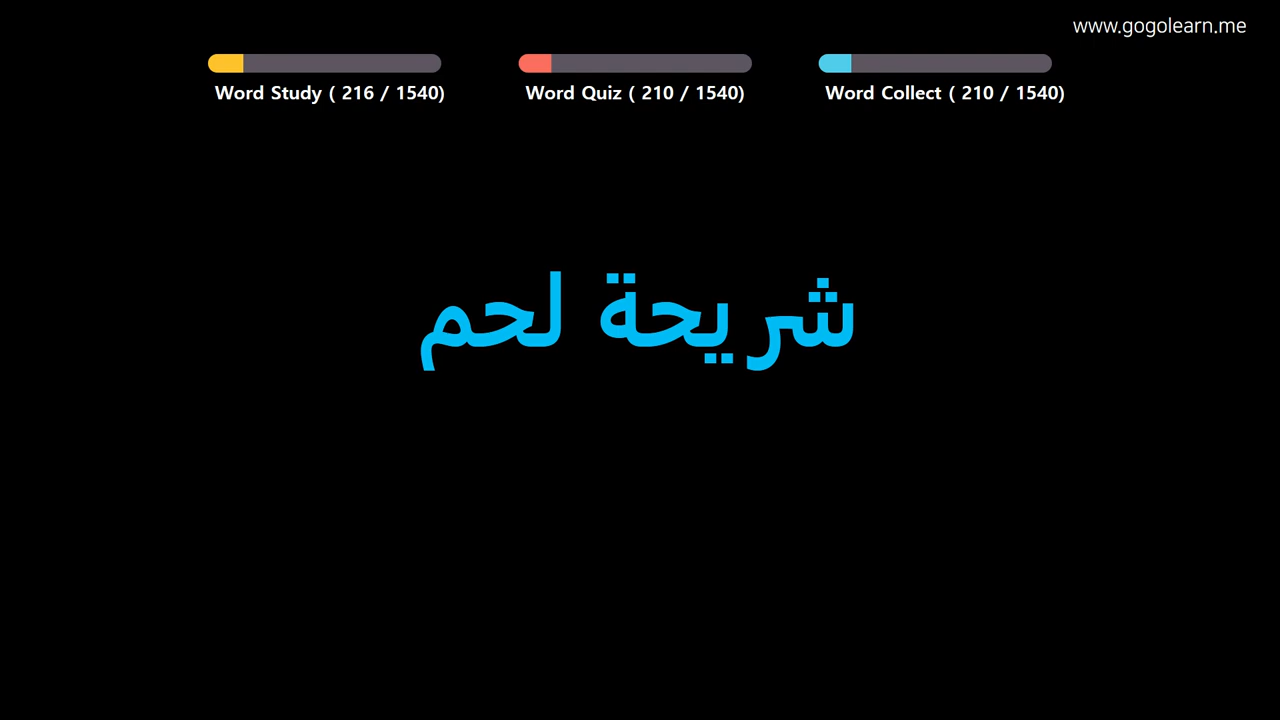 www.gogolearn.me
Word Study ( 216 / 1540)
Word Quiz ( 210 / 1540)
Word Collect ( 210 / 1540)
شريحة لحم